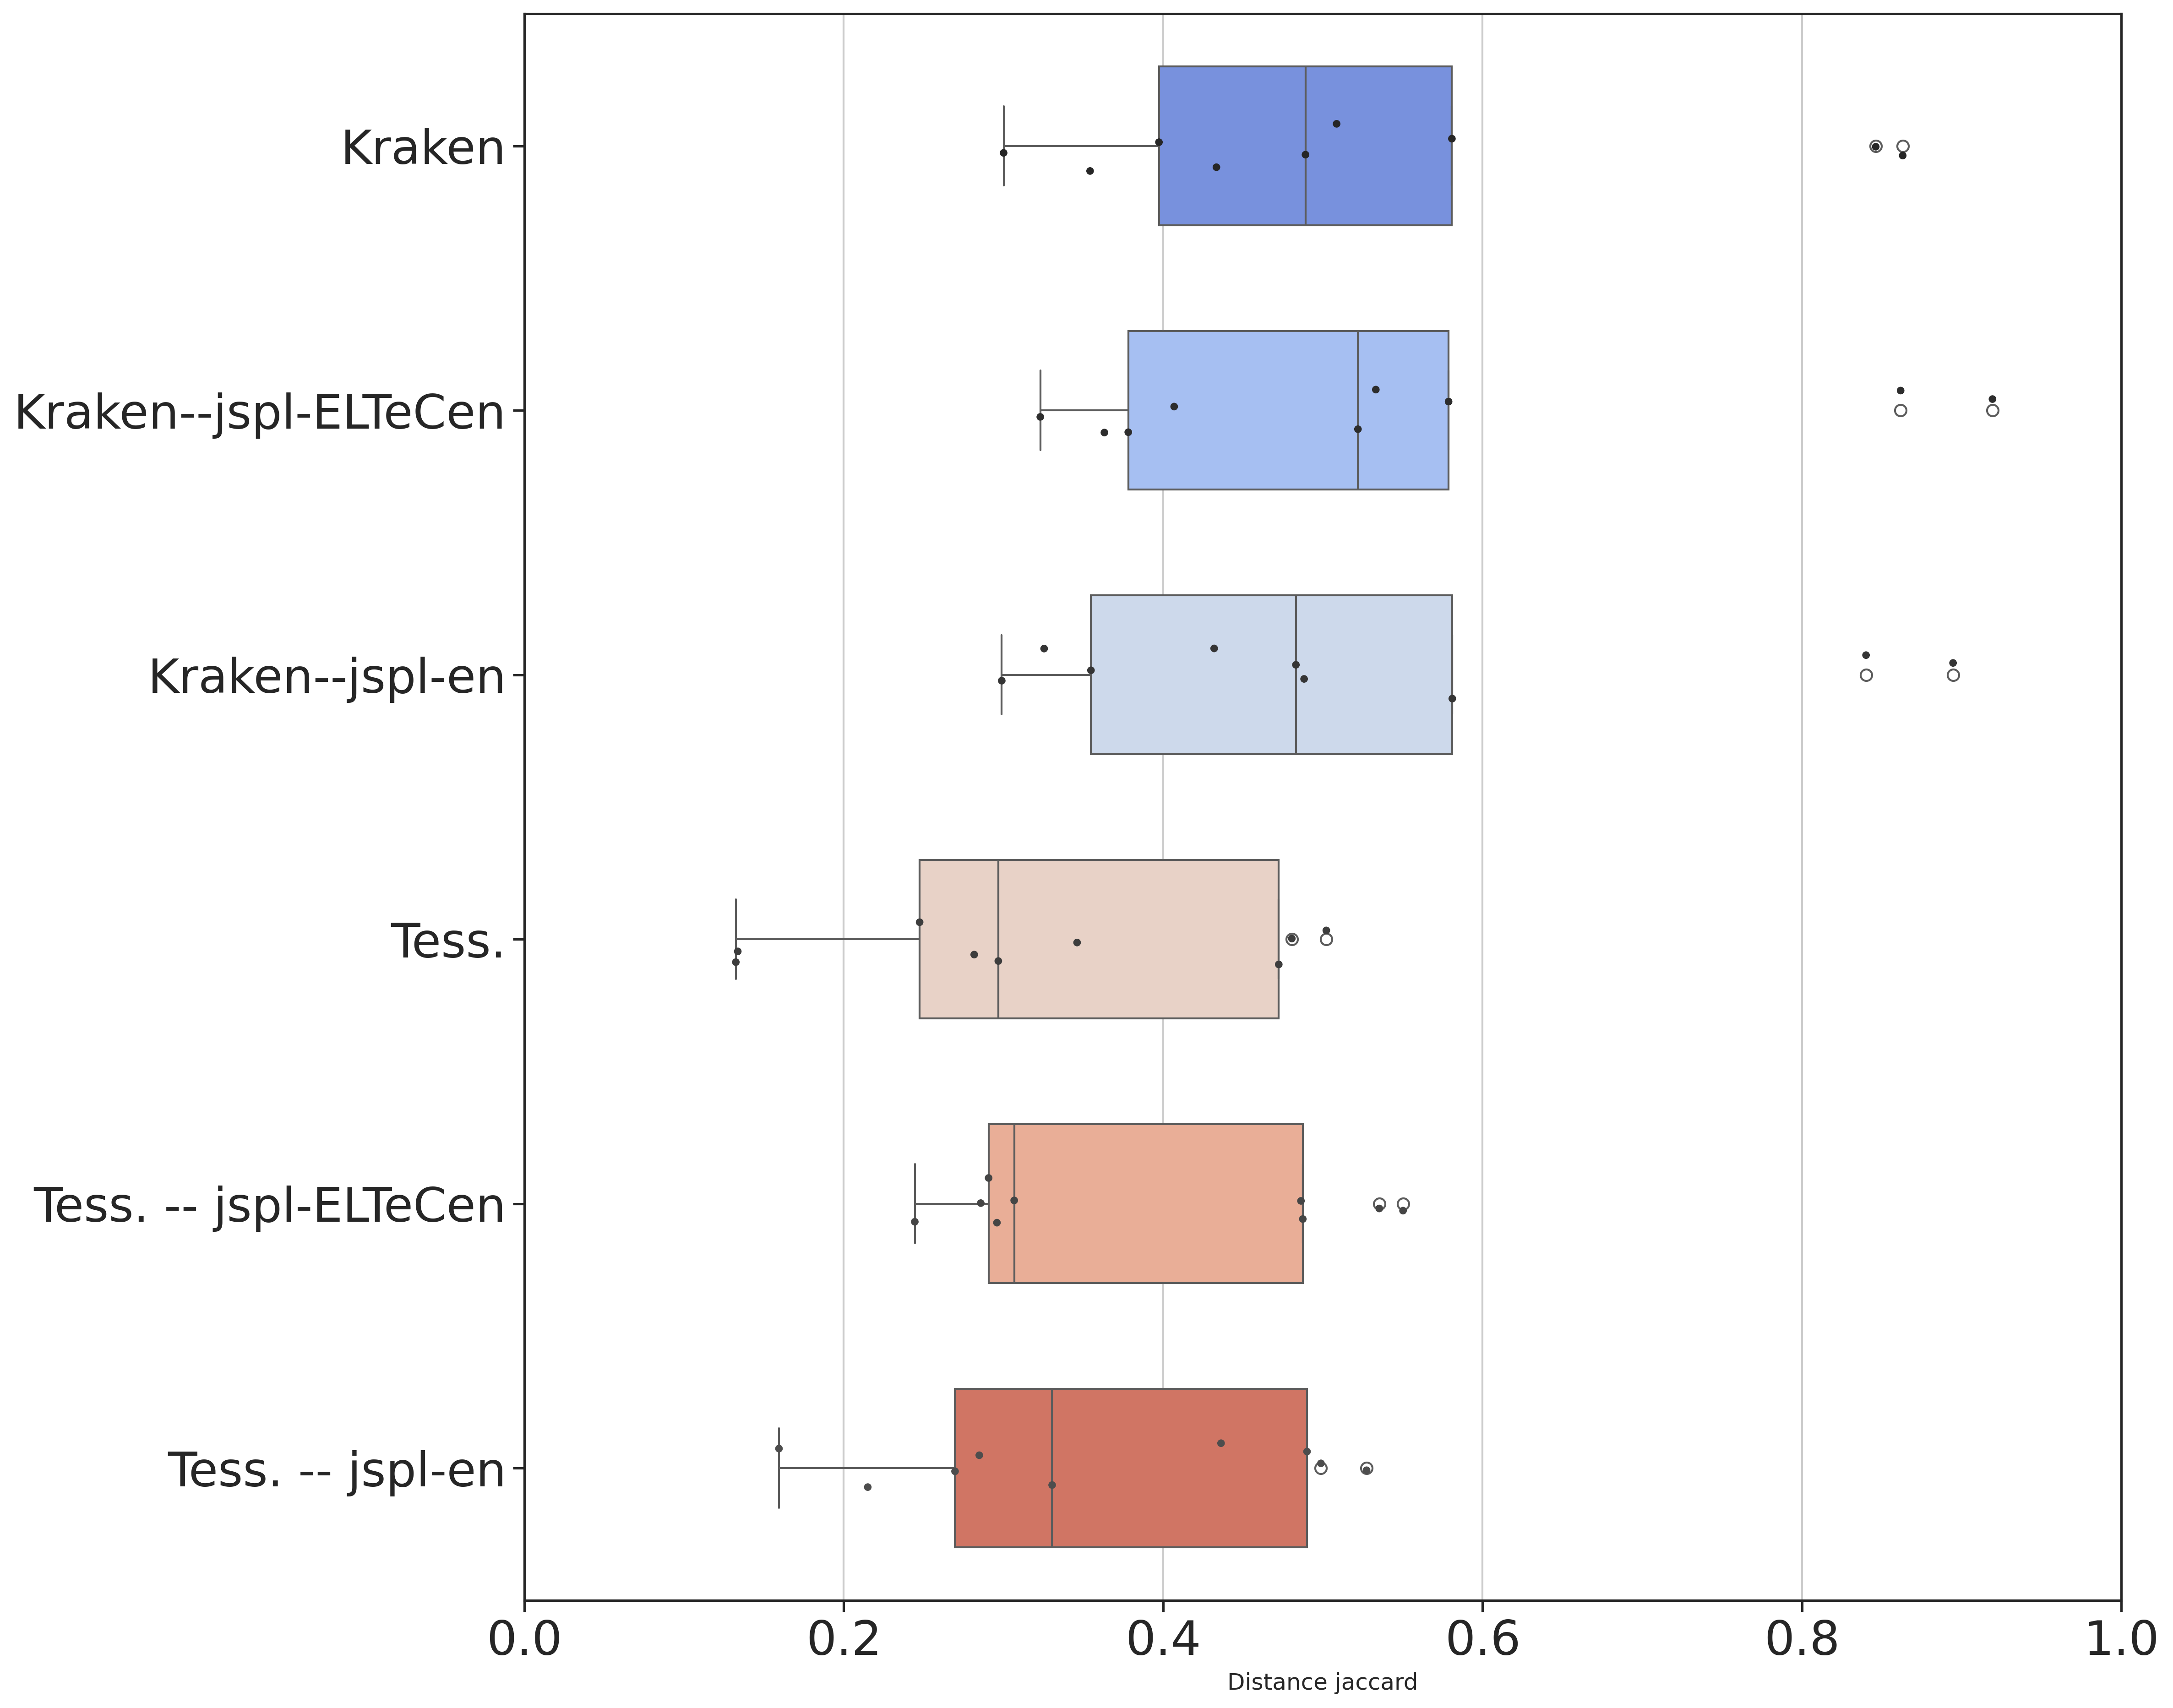 Kraken
Kraken--jspl-ELTeCen
Kraken--jspl-en
Tess.
Tess. -- jspl-ELTeCen
Tess. -- jspl-en
0.0 0.2 0.4 0.6 0.8 1.0
Distance jaccard